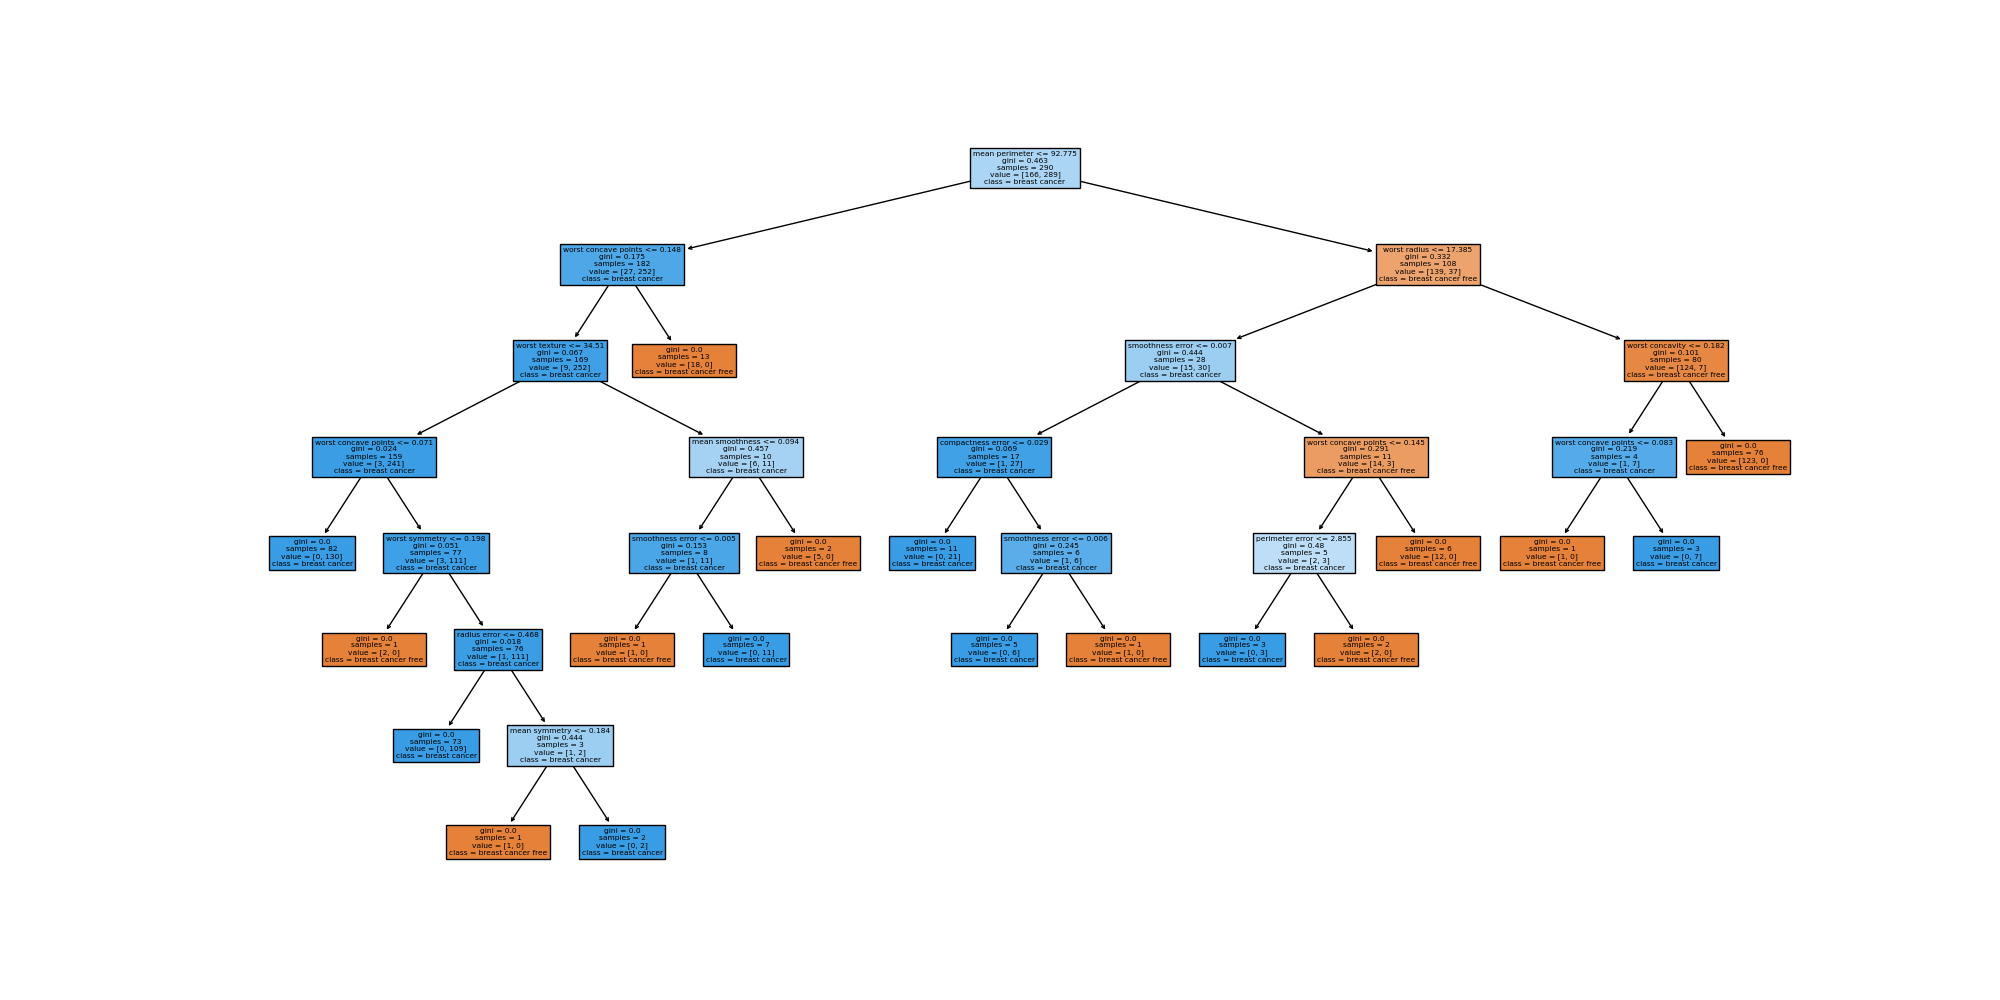 mean perimeter <= 92.775
gini = 0.463
samples = 290
value = [166, 289]
class = breast cancer
worst concave points <= 0.148
gini = 0.175
samples = 182
value = [27, 252]
class = breast cancer
worst radius <= 17.385
gini = 0.332
samples = 108
value = [139, 37]
class = breast cancer free
worst texture <= 34.51
gini = 0.067
samples = 169
value = [9, 252]
class = breast cancer
gini = 0.0
samples = 13
value = [18, 0]
class = breast cancer free
smoothness error <= 0.007
gini = 0.444
samples = 28
value = [15, 30]
class = breast cancer
worst concavity <= 0.182
gini = 0.101
samples = 80
value = [124, 7]
class = breast cancer free
worst concave points <= 0.071
gini = 0.024
samples = 159
value = [3, 241]
class = breast cancer
mean smoothness <= 0.094
gini = 0.457
samples = 10
value = [6, 11]
class = breast cancer
compactness error <= 0.029
gini = 0.069
samples = 17
value = [1, 27]
class = breast cancer
worst concave points <= 0.145
gini = 0.291
samples = 11
value = [14, 3]
class = breast cancer free
worst concave points <= 0.083
gini = 0.219
samples = 4
value = [1, 7]
class = breast cancer
gini = 0.0
samples = 76
value = [123, 0]
class = breast cancer free
gini = 0.0
samples = 82
value = [0, 130]
class = breast cancer
worst symmetry <= 0.198
gini = 0.051
samples = 77
value = [3, 111]
class = breast cancer
smoothness error <= 0.005
gini = 0.153
samples = 8
value = [1, 11]
class = breast cancer
gini = 0.0
samples = 2
value = [5, 0]
class = breast cancer free
gini = 0.0
samples = 11
value = [0, 21]
class = breast cancer
smoothness error <= 0.006
gini = 0.245
samples = 6
value = [1, 6]
class = breast cancer
perimeter error <= 2.855
gini = 0.48
samples = 5
value = [2, 3]
class = breast cancer
gini = 0.0
samples = 6
value = [12, 0]
class = breast cancer free
gini = 0.0
samples = 1
value = [1, 0]
class = breast cancer free
gini = 0.0
samples = 3
value = [0, 7]
class = breast cancer
gini = 0.0
samples = 1
value = [2, 0]
class = breast cancer free
radius error <= 0.468
gini = 0.018
samples = 76
value = [1, 111]
class = breast cancer
gini = 0.0
samples = 1
value = [1, 0]
class = breast cancer free
gini = 0.0
samples = 7
value = [0, 11]
class = breast cancer
gini = 0.0
samples = 5
value = [0, 6]
class = breast cancer
gini = 0.0
samples = 1
value = [1, 0]
class = breast cancer free
gini = 0.0
samples = 3
value = [0, 3]
class = breast cancer
gini = 0.0
samples = 2
value = [2, 0]
class = breast cancer free
gini = 0.0
samples = 73
value = [0, 109]
class = breast cancer
mean symmetry <= 0.184
gini = 0.444
samples = 3
value = [1, 2]
class = breast cancer
gini = 0.0
samples = 1
value = [1, 0]
class = breast cancer free
gini = 0.0
samples = 2
value = [0, 2]
class = breast cancer